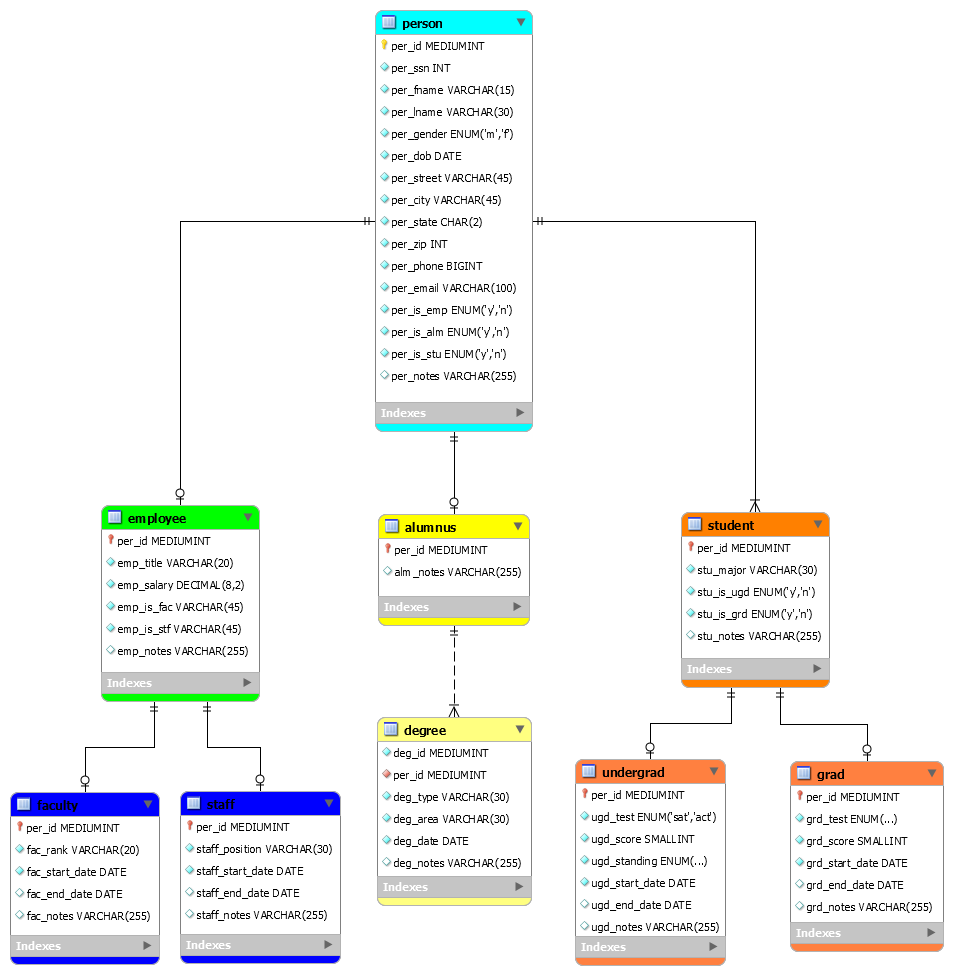 person
per_id MEDIUMINT
per_ssn INT
per_fname VARCHAR(15)
per_lname VARCHAR(30)
per_gender ENUM('m','f')
per_dob DATE
per_street VARCHAR(45)
per_city VARCHAR(45)
per_state CHAR(2)
per_zip INT
per_phone BIGINT
per_email VARCHAR(100)
per_is_emp ENUM('y','n')
per_is_alm ENUM('y','n')
per_is_stu ENUM('y','n')
per_notes VARCHAR(255)
Indexes
employee
per_id MEDIUMINT
emp_title VARCHAR(20)
emp_salary DECIMAL(8,2)
emp_is_fac VARCHAR(45)
emp_is_stf VARCHAR(45)
emp_notes VARCHAR(255)
Indexes
alumnus
per_id MEDIUMINT
alm_notes VARCHAR(255)
Indexes
student
per_id MEDIUMINT
stu_major VARCHAR(30)
stu_is_ugd ENUM('y','n')
stu_is_grd ENUM('y','n')
stu_notes VARCHAR(255)
Indexes
faculty
per_id MEDIUMINT
fac_rank VARCHAR(20)
fac_start_date DATE
fac_end_date DATE
fac_notes VARCHAR(255)
Indexes
staff
per_id MEDIUMINT
staff_position VARCHAR(30)
staff_start_date DATE
staff_end_date DATE
staff_notes VARCHAR(255)
Indexes
degree
deg_id MEDIUMINT
per_id MEDIUMINT
deg_type VARCHAR(30)
deg_area VARCHAR(30)
deg_date DATE
deg_notes VARCHAR(255)
Indexes
undergrad
per_id MEDIUMINT
ugd_test ENUM('sat','act')
ugd_score SMALLINT
ugd_standing ENUM(...)
ugd_start_date DATE
ugd_end_date DATE
ugd_notes VARCHAR(255)
Indexes
grad
per_id MEDIUMINT
grd_test ENUM(...)
grd_score SMALLINT
grd_start_date DATE
grd_end_date DATE
grd_notes VARCHAR(255)
Indexes